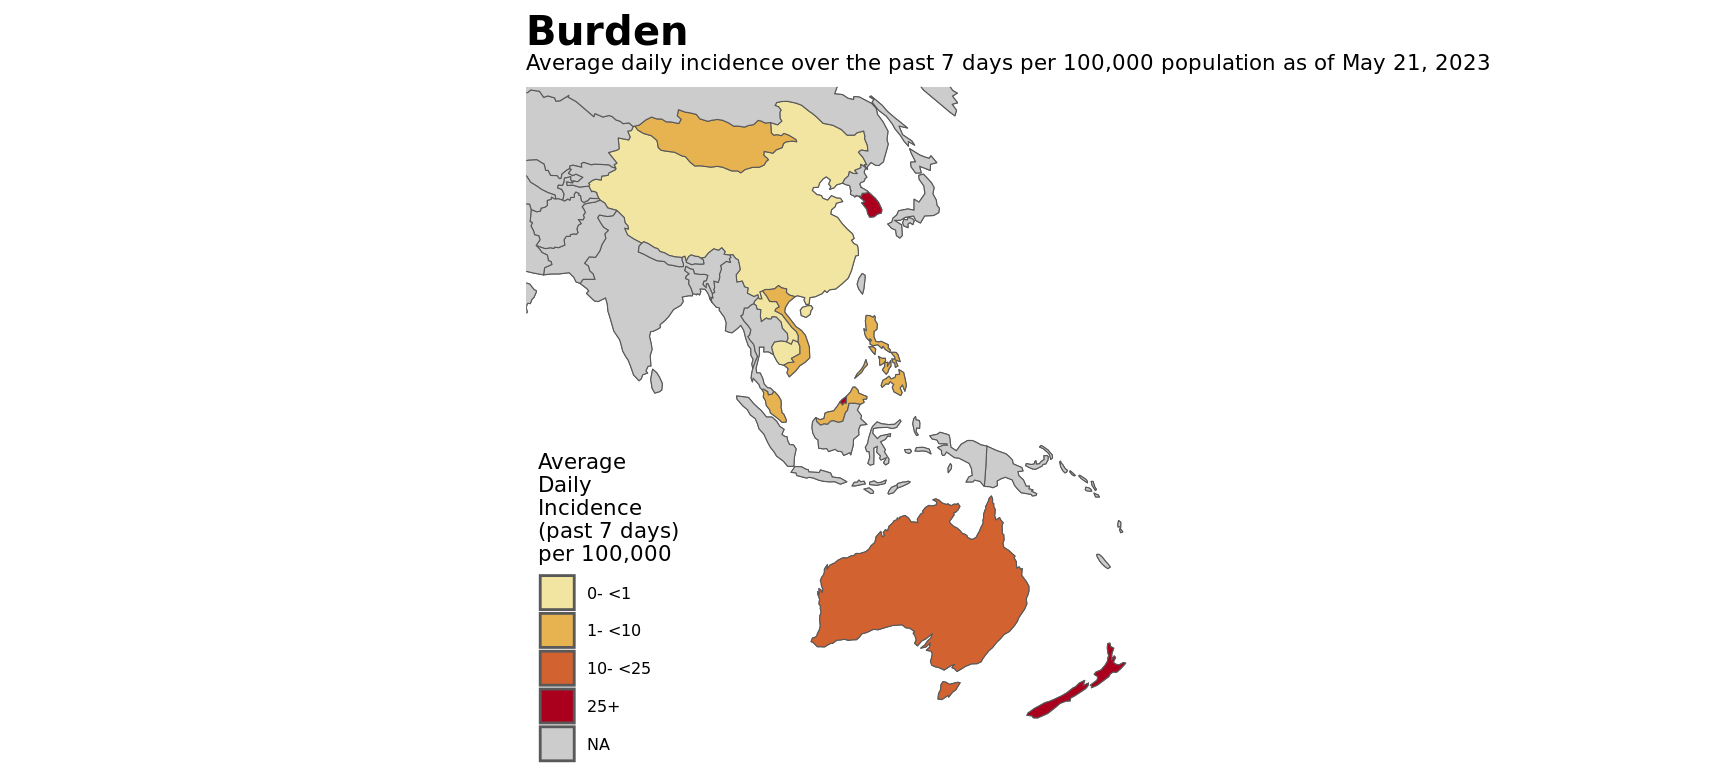 Burden
Average daily incidence over the past 7 days per 100,000 population as of May 21, 2023
Average
Daily
Incidence
(past 7 days)
per 100,000
0- <1
1- <10
10- <25
25+
NA